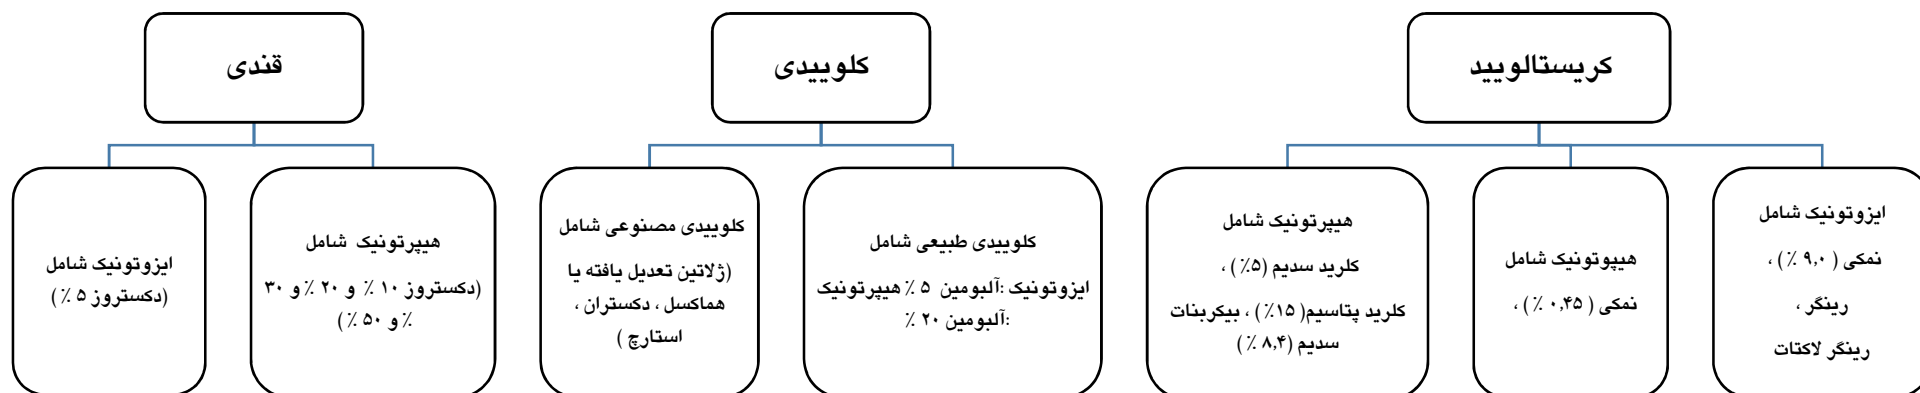 کریستالویید
ایزوتونیک شامل
نمکی ( ۹,۰ ٪ ) ،
رینگر ،
رینگر لاکتات
هیپوتونیک شامل
نمکی ( ۰,۴۵ ٪ ) ،
هیپرتونیک شامل
کلرید سدیم (۵٪ ) ،
کلرید پتاسیم( ۱۵٪ ) ، بیکربنات
سدیم (۸,۴ ٪ )
کلوییدی
کلوییدی طبیعی شامل
ایزوتونیک :آلبومین ۵ ٪ هیپرتونیک
:آلبومین ۲۰ ٪
کلوییدی مصنوعی شامل
(ژلاتین تعدیل یافته یا
هماکسل ، دکستران ،
استارچ )
قندی
هیپرتونیک شامل
(دکستروز ۱۰ ٪ و ۲۰ ٪ و ۳۰
٪ و ۵۰ ٪ )
ایزوتونیک شامل
(دکستروز ۵ ٪ )